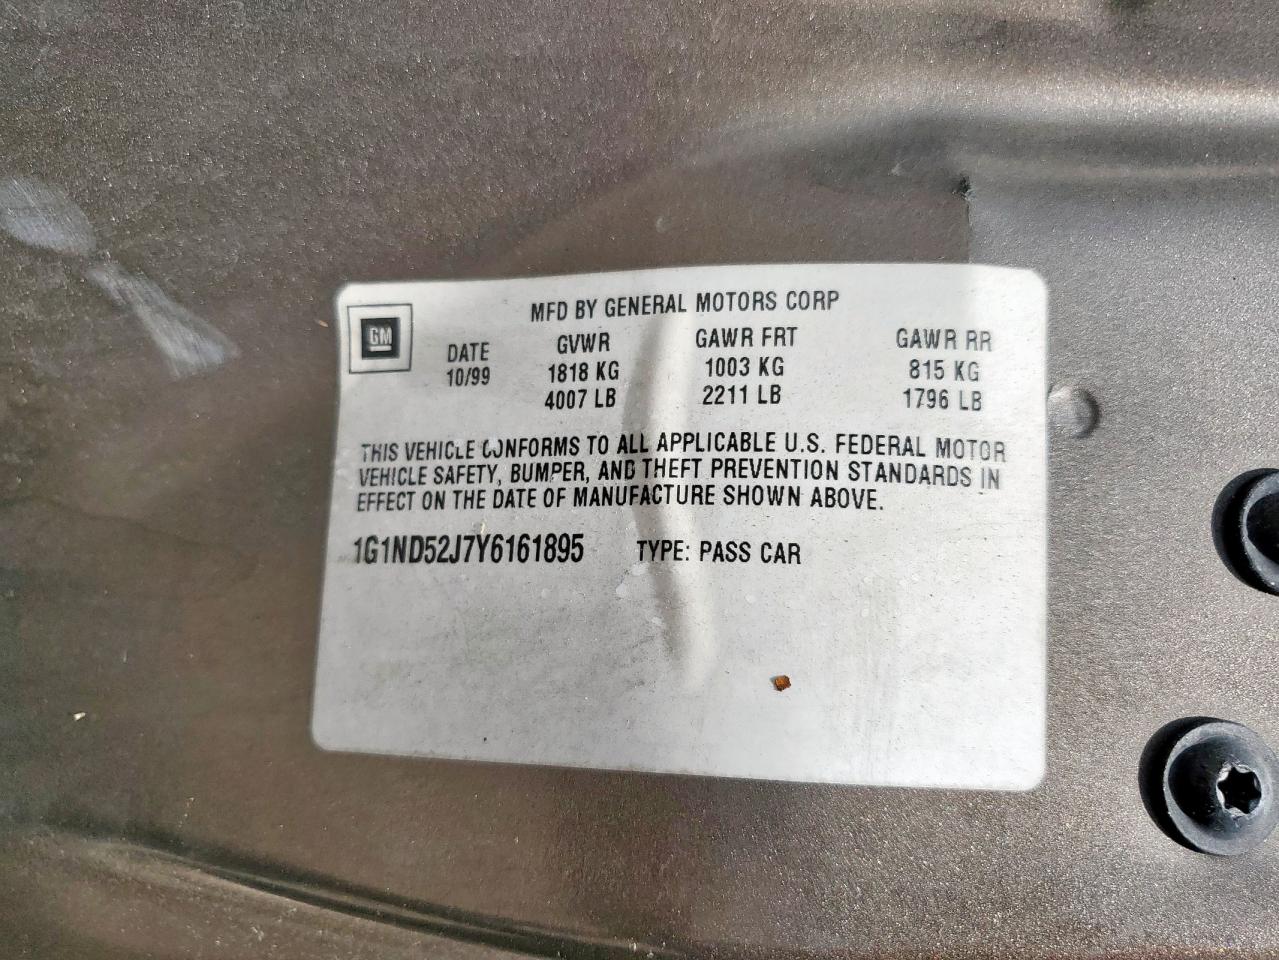 MFD BY GENERAL MOTORS CORP
GM
DATE GVWR GAWR FRT GAWR RR
10/99 1818 KG 1003 KG 815 KG
4007 LB 2211 LB 1796 LB
THIS VEHICLE CONFORMS TO ALL APPLICABLE U.S. FEDERAL MOTOR
VEHICLE SAFETY, BUMPER, AND THEFT PREVENTION STANDARDS IN
EFFECT ON THE DATE OF MANUFACTURE SHOWN ABOVE.
1G1ND52J7Y6161895 TYPE: PASS CAR